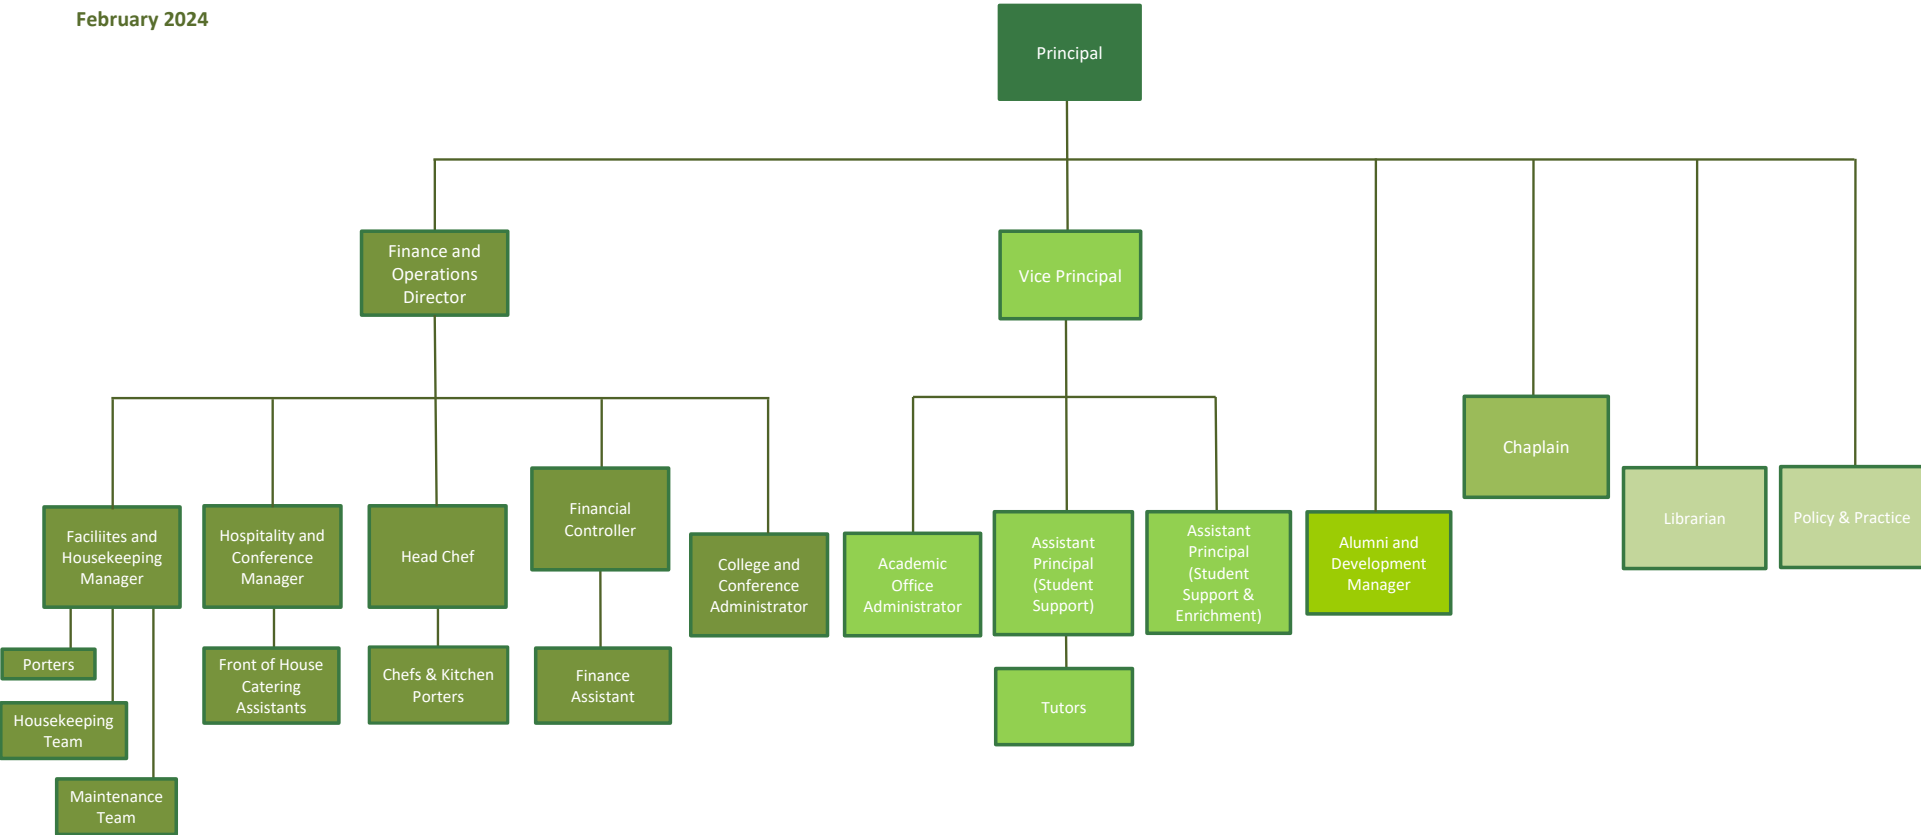 February 2024
Principal
Finance and
Operations
Director
Vice Principal
Chaplain
Librarian
Policy & Practice
Faciliites and
Housekeeping
Manager
Hospitality and
Conference
Manager
Head Chef
Financial
Controller
College and
Conference
Administrator
Academic
Office
Administrator
Assistant
Principal
(Student
Support)
Assistant
Principal
(Student
Support &
Enrichment)
Alumni and
Development
Manager
Porters
Front of House
Catering
Assistants
Chefs & Kitchen
Porters
Finance
Assistant
Tutors
Housekeeping
Team
Maintenance
Team